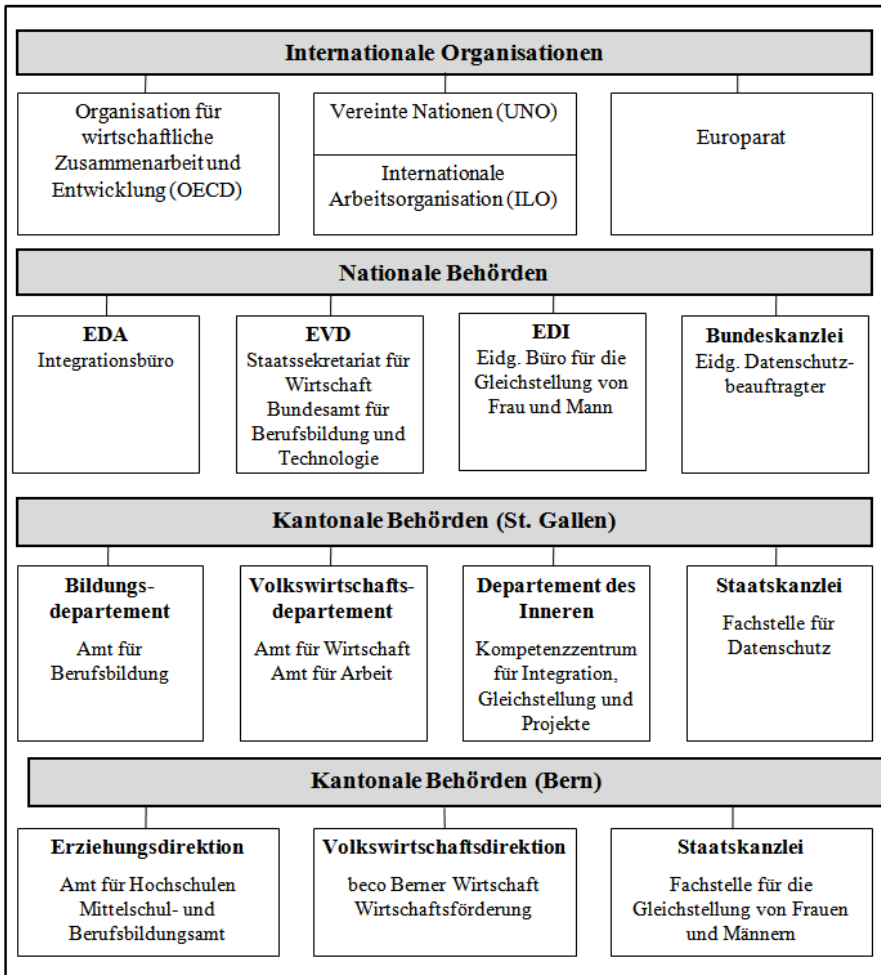 Internationale Organisationen
Organisation für
wirtschaftliche
Zusammenarbeit und
Entwicklung (OECD)
Vereinte Nationen (UNO)
Internationale
Arbeitsorganisation (ILO)
Europarat
Nationale Behörden
EDA
Integrationsbüro
EVD
Staatssekretariat für
Wirtschaft
Bundesamt für
Berufsbildung und
Technologie
EDI
Eidg. Büro für die
Gleichstellung von
Frau und Mann
Bundeskanzlei
Eidg. Datenschutz-
beauftragter
Kantonale Behörden (St. Gallen)
Bildungs-
departement
Amt für
Berufsbildung
Volkswirtschafts-
departement
Amt für Wirtschaft
Amt für Arbeit
Departement des
Inneren
Kompetenzzentrum
für Integration,
Gleichstellung und
Projekte
Staatskanzlei
Fachstelle für
Datenschutz
Kantonale Behörden (Bern)
Erziehungsdirektion
Amt für Hochschulen
Mittelschul- und
Berufsbildungsamt
Volkswirtschaftsdirektion
beco Berner Wirtschaft
Wirtschaftsförderung
Staatskanzlei
Fachstelle für die
Gleichstellung von Frauen
und Männern